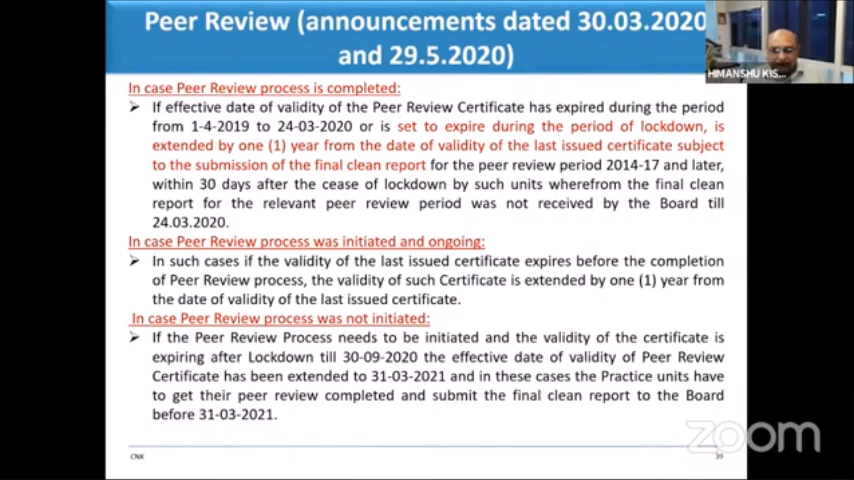 Peer Review (announcements dated 30.03.2020
and 29.5.2020)
HIMANSHU KIS...
In case Peer Review process is completed:
➢ If effective date of validity of the Peer Review Certificate has expired during the period
from 1-4-2019 to 24-03-2020 or is set to expire during the period of lockdown, is
extended by one (1) year from the date of validity of the last issued certificate subject
to the submission of the final clean report for the peer review period 2014-17 and later,
within 30 days after the cease of lockdown by such units wherefrom the final clean
report for the relevant peer review period was not received by the Board till
24.03.2020.
In case Peer Review process was initiated and ongoing:
➢ In such cases if the validity of the last issued certificate expires before the completion
of Peer Review process, the validity of such Certificate is extended by one (1) year from
the date of validity of the last issued certificate.
In case Peer Review process was not initiated:
➢ If the Peer Review Process needs to be initiated and the validity of the certificate is
expiring after Lockdown till 30-09-2020 the effective date of validity of Peer Review
Certificate has been extended to 31-03-2021 and in these cases the Practice units have
to get their peer review completed and submit the final clean report to the Board
before 31-03-2021.
zoom
CNK
39